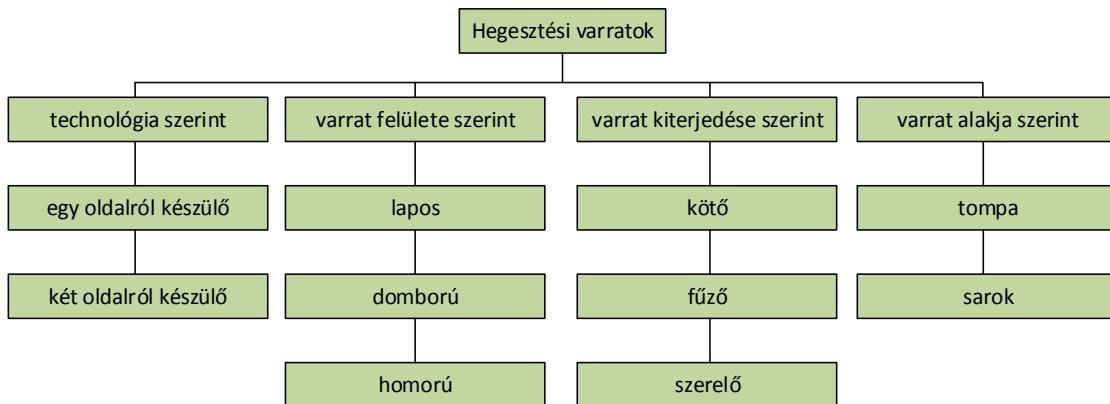 Hegesztési varratok
technológia szerint
varrat felülete szerint
varrat kiterjedése szerint
varrat alakja szerint
egy oldalról készülő
lapos
kötő
tompa
két oldalról készülő
domború
fűző
sarok
homorú
szerelő